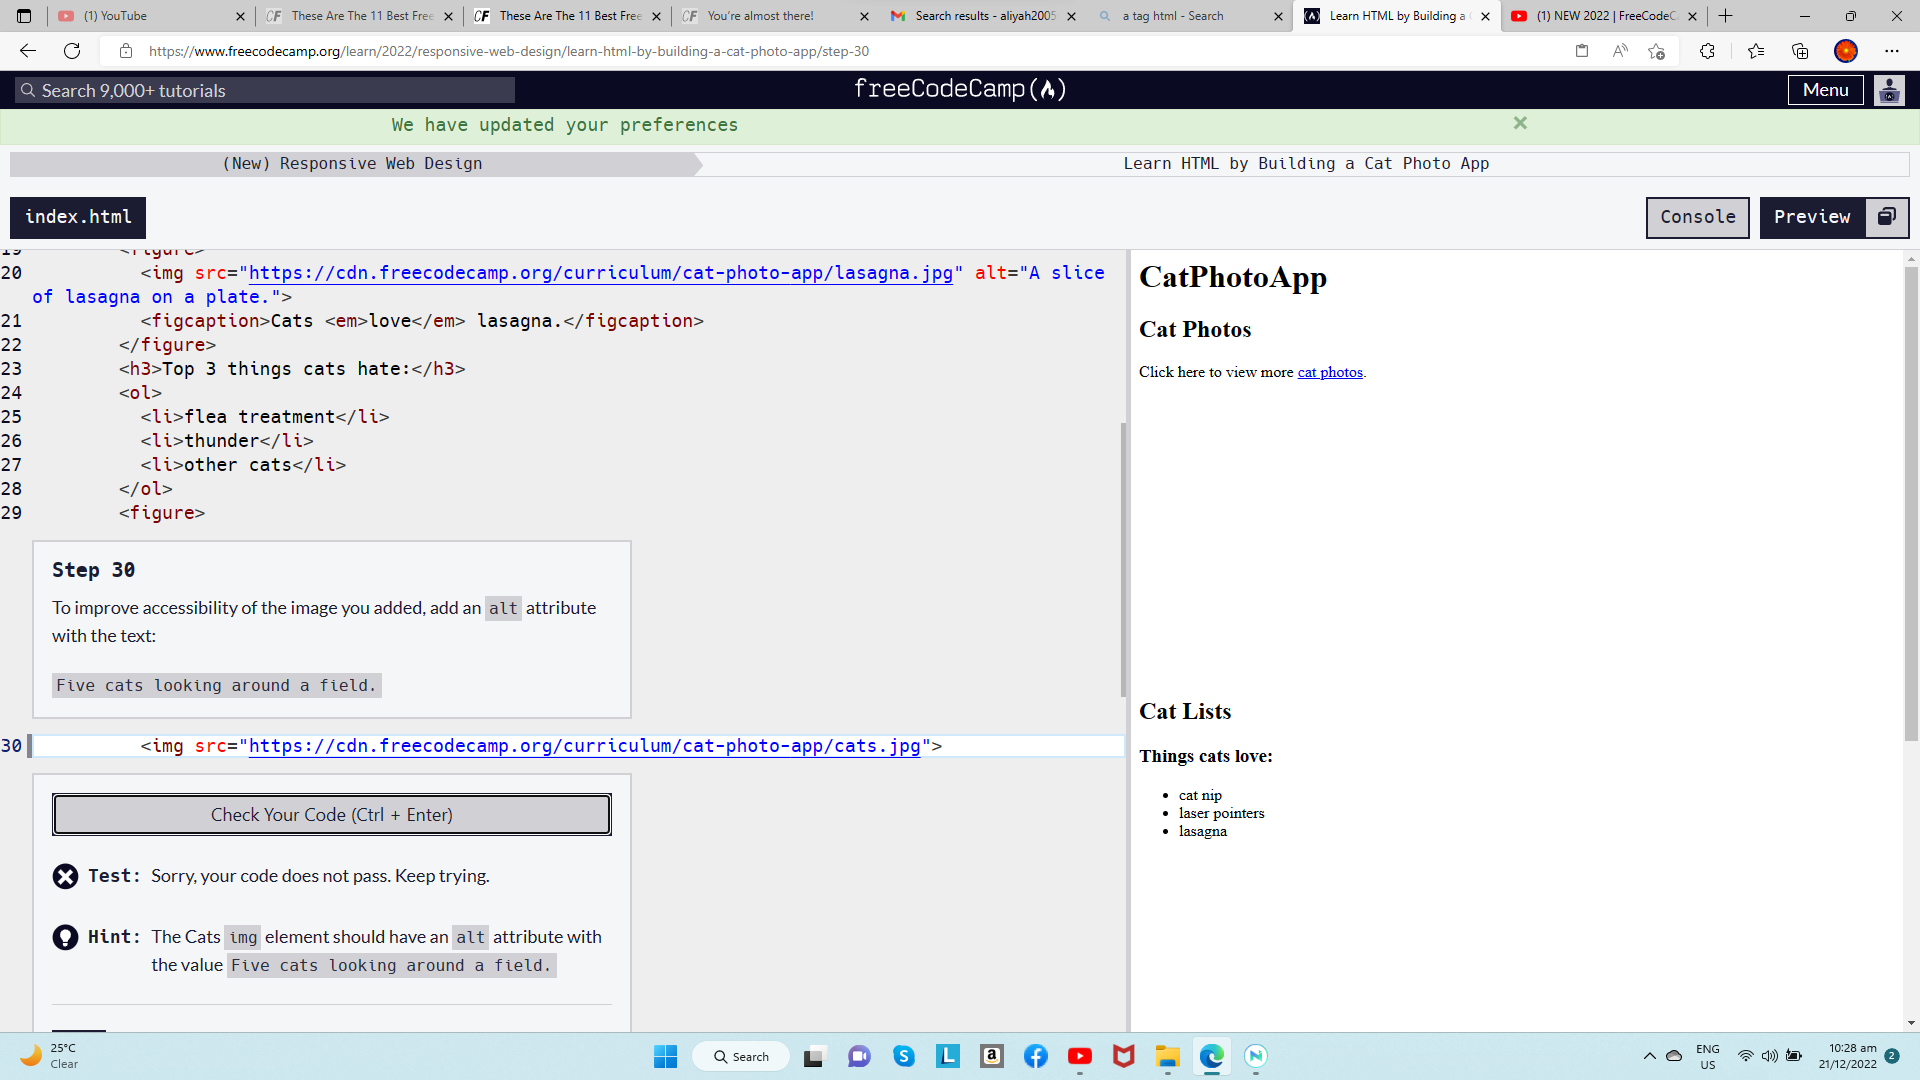 (1) YouTube
These Are The 11 Best Free
These Are The 11 Best Free
You're almost there!
Search results - aliyah2005
a tag html - Search
Learn HTML by Building a
(1) NEW 2022 | FreeCodeC
https://www.freecodecamp.org/learn/2022/responsive-web-design/learn-html-by-building-a-cat-photo-app/step-30
Search 9,000+ tutorials
freeCodeCamp
Menu
We have updated your preferences
(New) Responsive Web Design
Learn HTML by Building a Cat Photo App
index.html
Console
Preview
19 <figure>
20 <img src="https://cdn.freecodecamp.org/curriculum/cat-photo-app/lasagna.jpg" alt="A slice
of lasagna on a plate.">
21 <figcaption>Cats <em>love</em> lasagna.</figcaption>
22 </figure>
23 <h3>Top 3 things cats hate:</h3>
24 <ol>
25 <li>flea treatment</li>
26 <li>thunder</li>
27 <li>other cats</li>
28 </ol>
29 <figure>
Step 30
To improve accessibility of the image you added, add an alt attribute
with the text:
Five cats looking around a field.
30 <img src="https://cdn.freecodecamp.org/curriculum/cat-photo-app/cats.jpg">
Check Your Code (Ctrl + Enter)
Test: Sorry, your code does not pass. Keep trying.
Hint: The Cats img element should have an alt attribute with
the value Five cats looking around a field.
CatPhotoApp
Cat Photos
Click here to view more cat photos.
Cat Lists
Things cats love:
• cat nip
• laser pointers
• lasagna
25°C
Clear
Search
ENG
US
10:28 am
21/12/2022
2